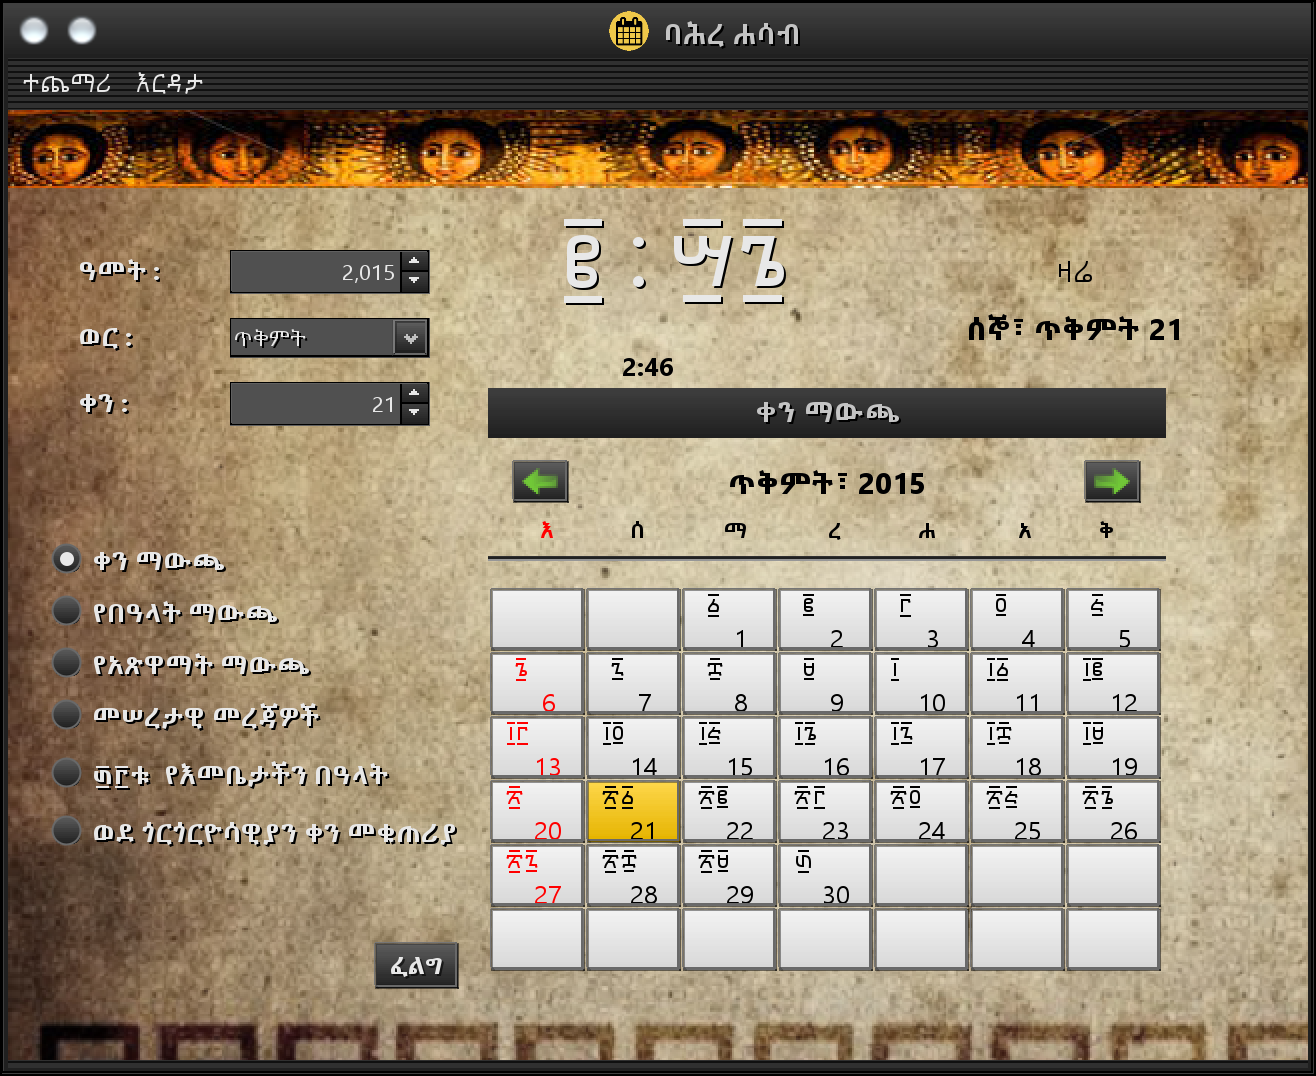 ባሕረ ሐሳብ
ተጨማሪ እርዳታ
፪ : ፵፮
ዓመት : 2,015
ዛሬ
ሰኞ፣ ጥቅምት 21
ወር : ጥቅምት
2:46
ቀን : 21
ቀን ማውጫ
ጥቅምት፣ 2015
እ ሰ ማ ረ ሐ አ ቅ
ቀን ማውጫ
የበዓላት ማውጫ
የአጽዋማት ማውጫ
መሠረታዊ መረጃዎች
፴፫ቱ የእመቤታችን በዓላት
ወደ ጎርጎርዮሳዊያን ቀን መቁጠሪያ
፩ ፪ ፫ ፬ ፭
1 2 3 4 5
፮ ፯ ፰ ፱ ፲ ፲፩ ፲፪
6 7 8 9 10 11 12
፲፫ ፲፬ ፲፭ ፲፮ ፲፯ ፲፰ ፲፱
13 14 15 16 17 18 19
፳ ፳፩ ፳፪ ፳፫ ፳፬ ፳፭ ፳፮
20 21 22 23 24 25 26
፳፯ ፳፰ ፳፱ ፴
27 28 29 30
ፈልግ